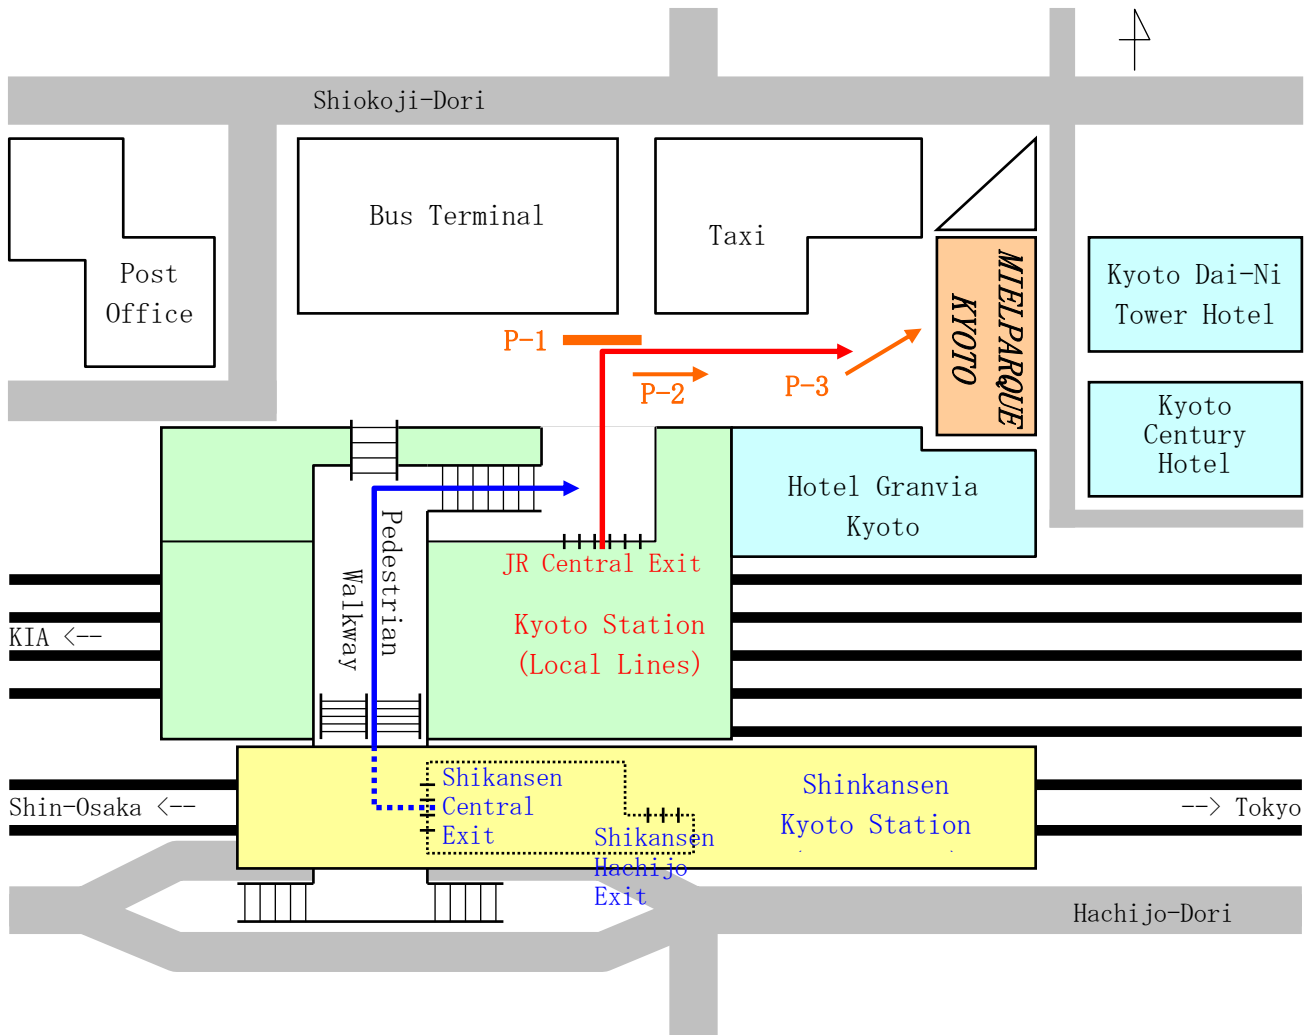 Shiokoji-Dori
Bus Terminal
Taxi
Post
Office
MIELPARQUE
KYOTO
Kyoto Dai-Ni
Tower Hotel
P-1
P-2
P-3
Kyoto
Century
Hotel
Hotel Granvia
Kyoto
Pedestrian
Walkway
JR Central Exit
Kyoto Station
(Local Lines)
KIA <--
Shikansen
Central
Exit
Shinkansen
Kyoto Station
Shin-Osaka <--
--> Tokyo
Shikansen
Hachijo
Exit
Hachijo-Dori